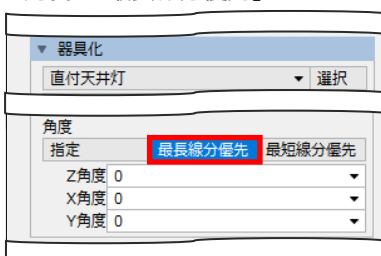 ▼ 器具化
直付天井灯 ▼ 選択
角度
指定 最長線分優先 最短線分優先
Z角度 0 ▼
X角度 0 ▼
Y角度 0 ▼